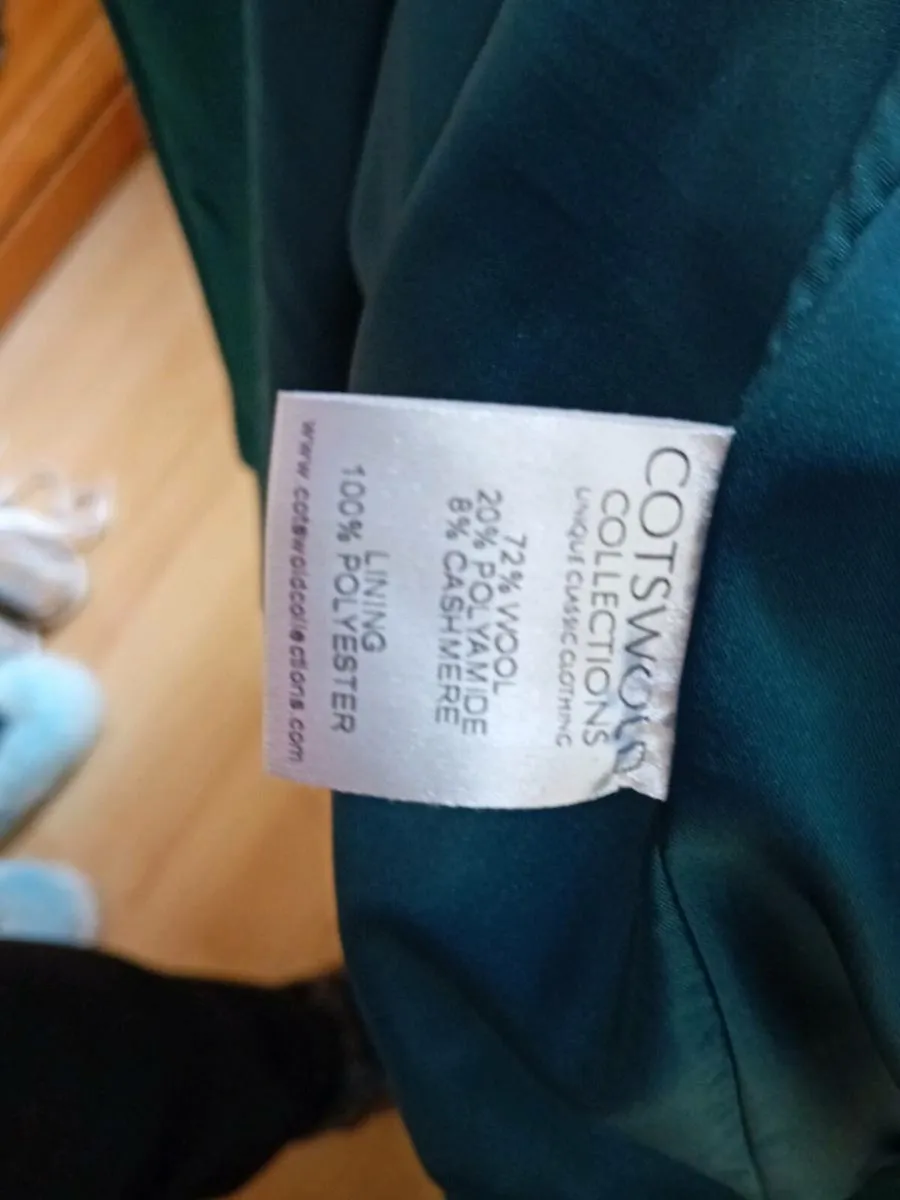 COTSWOLD
COLLECTIONS
UNIQUE CLASSIC CLOTHING
72% WOOL
20% POLYAMIDE
8% CASHMERE
LINING
100% POLYESTER
www.cotswoldcollections.com